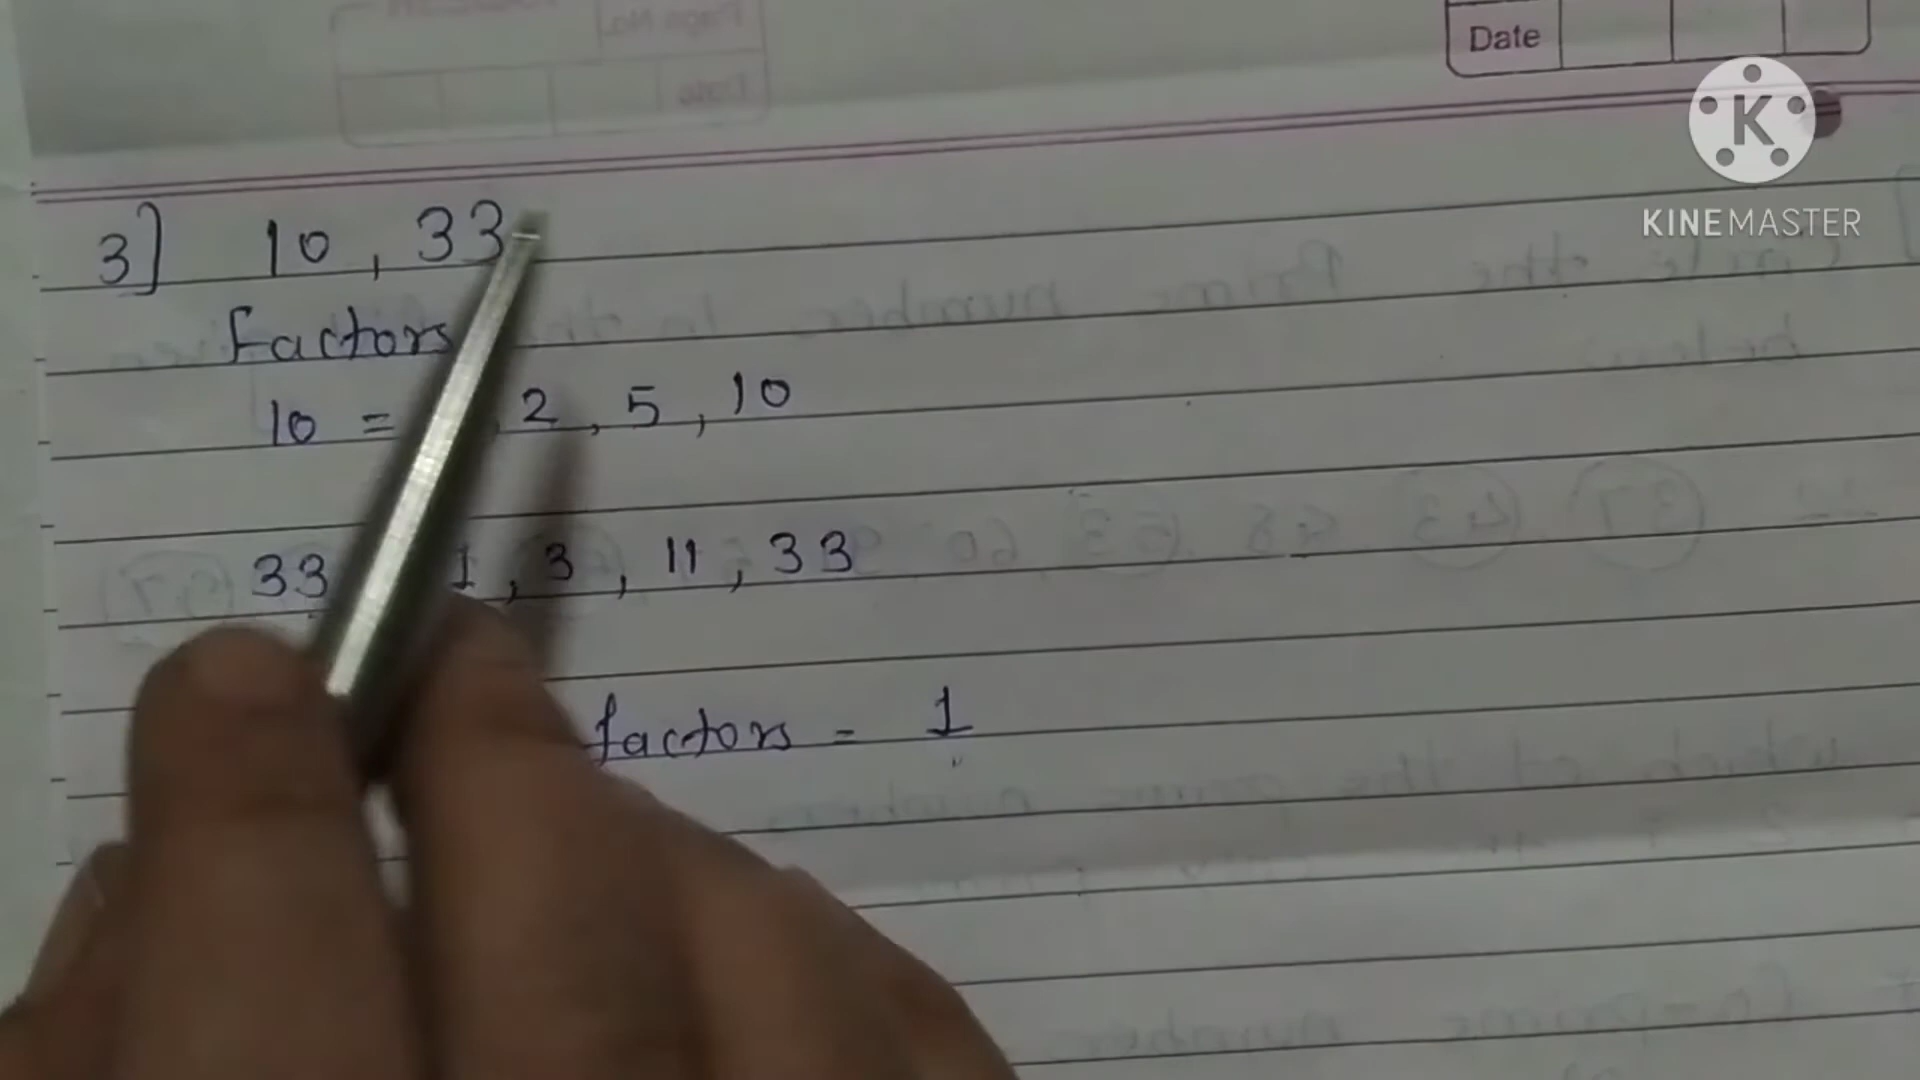 Date
KINEMASTER
3] 10, 33
Factors
10 = , 2, 5, 10
33 1, 3, 11, 33
factors = 1